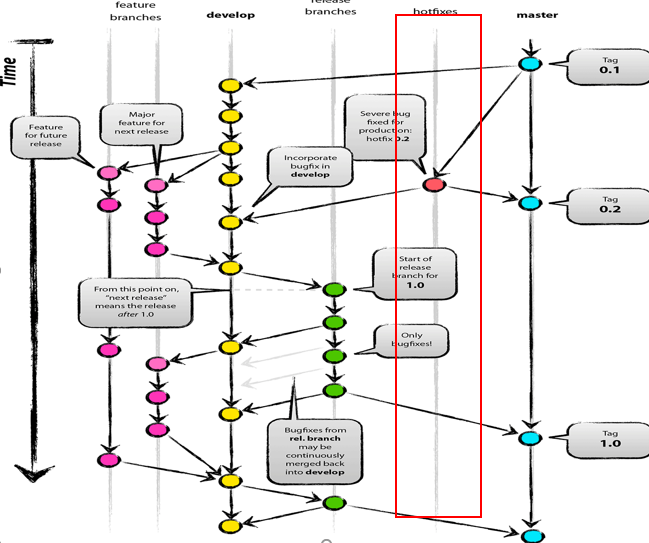 feature
branches
develop
release
branches
hotfixes
master
Time
Tag
0.1
Major
feature for
next release
Feature
for future
release
Severe bug
fixed for
production:
hotfix 0.2
Incorporate
bugfix in
develop
Tag
0.2
Start of
release
branch for
1.0
From this point on,
"next release"
means the release
after 1.0
Only
bugfixes!
Bugfixes from
rel. branch
may be
continuously
merged back
into develop
Tag
1.0